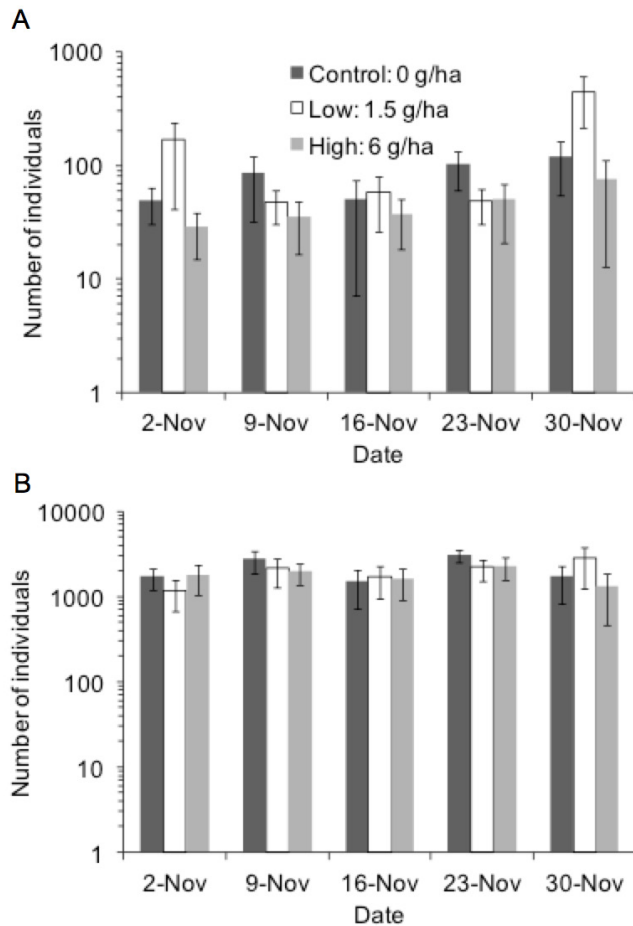 A
1000
100
10
1
Number of individuals
Control: 0 g/ha
Low: 1.5 g/ha
High: 6 g/ha
2-Nov 9-Nov 16-Nov 23-Nov 30-Nov
Date
B
10000
1000
100
10
1
Number of individuals
2-Nov 9-Nov 16-Nov 23-Nov 30-Nov
Date